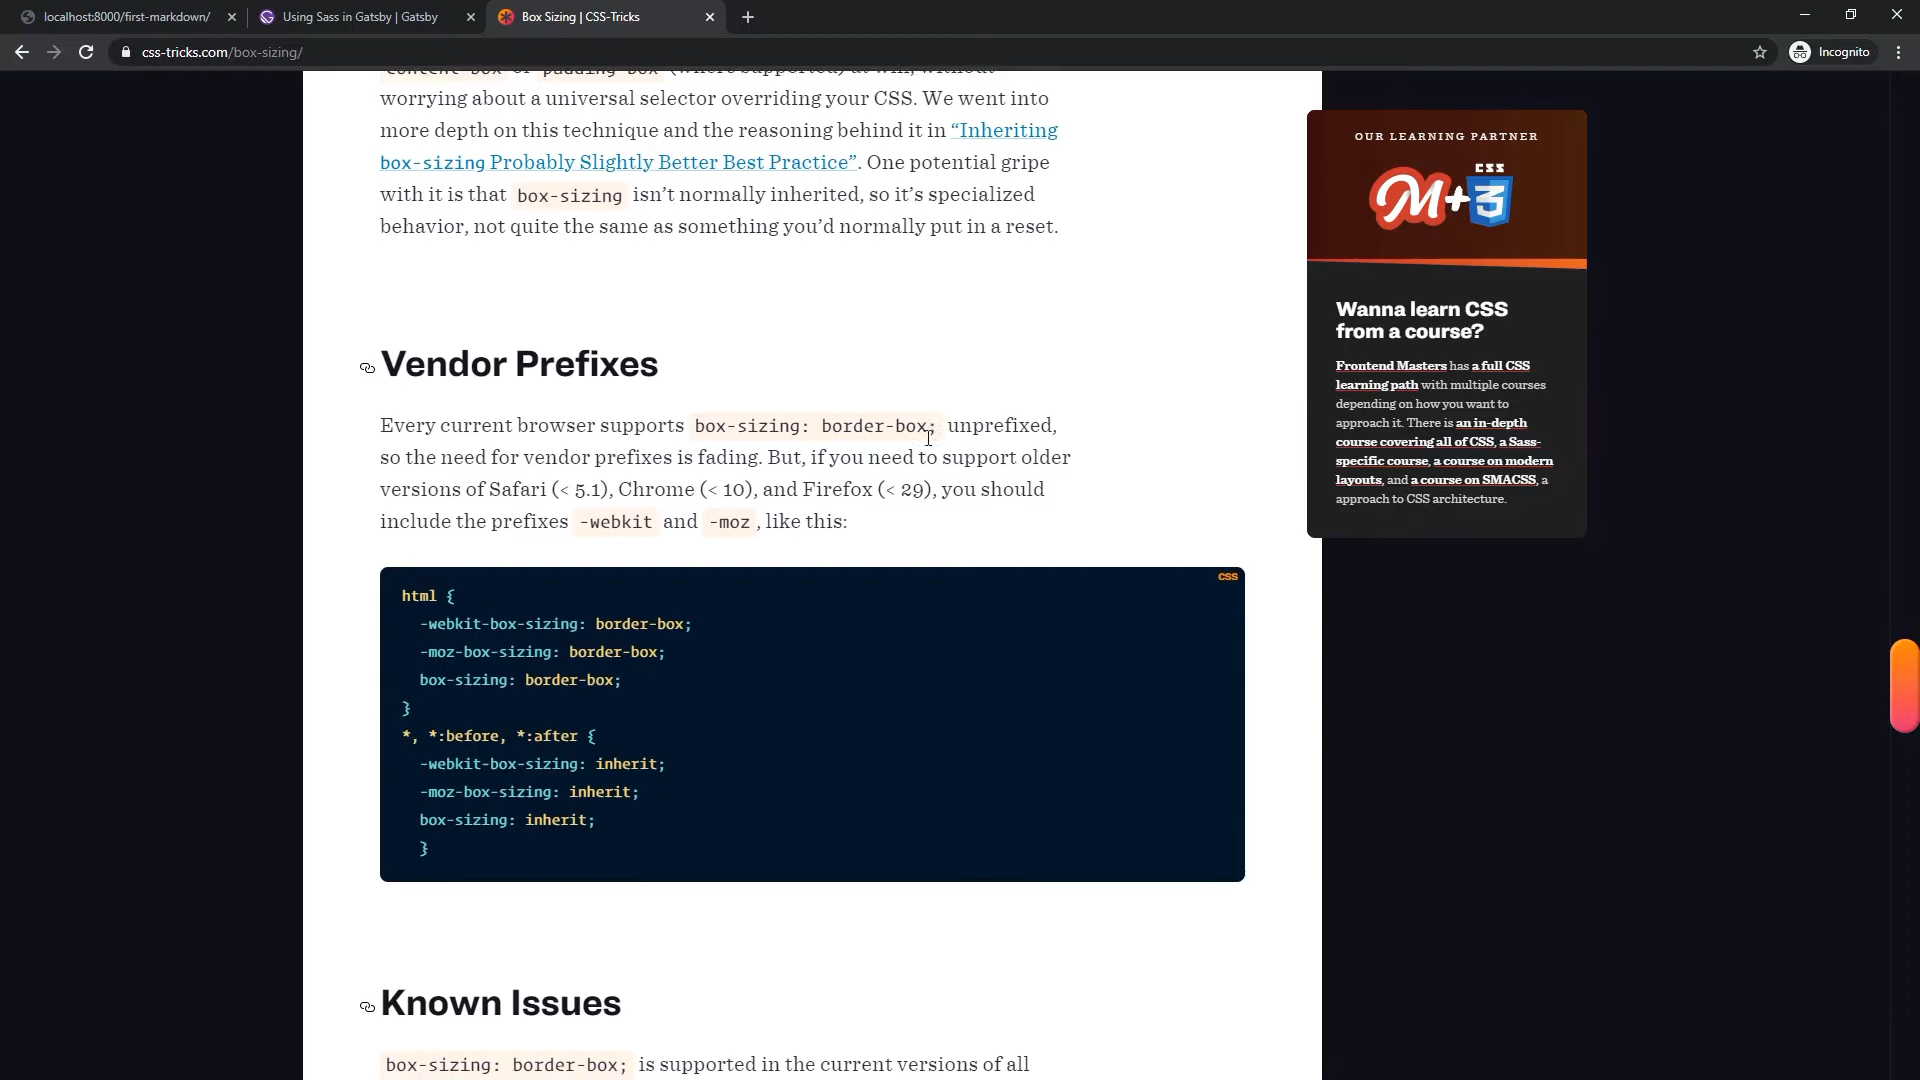 localhost:8000/first-markdown/
Using Sass in Gatsby | Gatsby
Box Sizing | CSS-Tricks
css-tricks.com/box-sizing/
Incognito
content-box or padding-box (where supported) at will, without
worrying about a universal selector overriding your CSS. We went into
more depth on this technique and the reasoning behind it in “Inheriting
box-sizing Probably Slightly Better Best Practice”. One potential gripe
with it is that box-sizing isn’t normally inherited, so it’s specialized
behavior, not quite the same as something you’d normally put in a reset.
Vendor Prefixes
Every current browser supports box-sizing: border-box; unprefixed,
so the need for vendor prefixes is fading. But, if you need to support older
versions of Safari (< 5.1), Chrome (< 10), and Firefox (< 29), you should
include the prefixes -webkit and -moz, like this:
CSS
html {
-webkit-box-sizing: border-box;
-moz-box-sizing: border-box;
box-sizing: border-box;
}
*, *:before, *:after {
-webkit-box-sizing: inherit;
-moz-box-sizing: inherit;
box-sizing: inherit;
}
Known Issues
box-sizing: border-box; is supported in the current versions of all
OUR LEARNING PARTNER
M+CSS3
Wanna learn CSS
from a course?
Frontend Masters has a full CSS
learning path with multiple courses
depending on how you want to
approach it. There is an in-depth
course covering all of CSS, a Sass-
specific course, a course on modern
layouts, and a course on SMACSS, a
approach to CSS architecture.